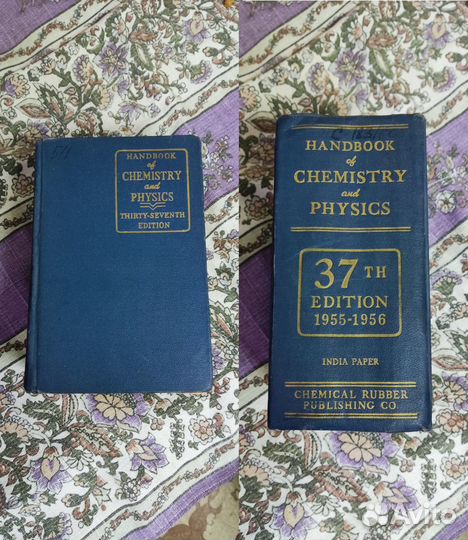 HANDBOOK
of
CHEMISTRY
and
PHYSICS
THIRTY-SEVENTH
EDITION
HANDBOOK
of
CHEMISTRY
and
PHYSICS
37TH
EDITION
1955-1956
INDIA PAPER
CHEMICAL RUBBER
PUBLISHING CO
Avito